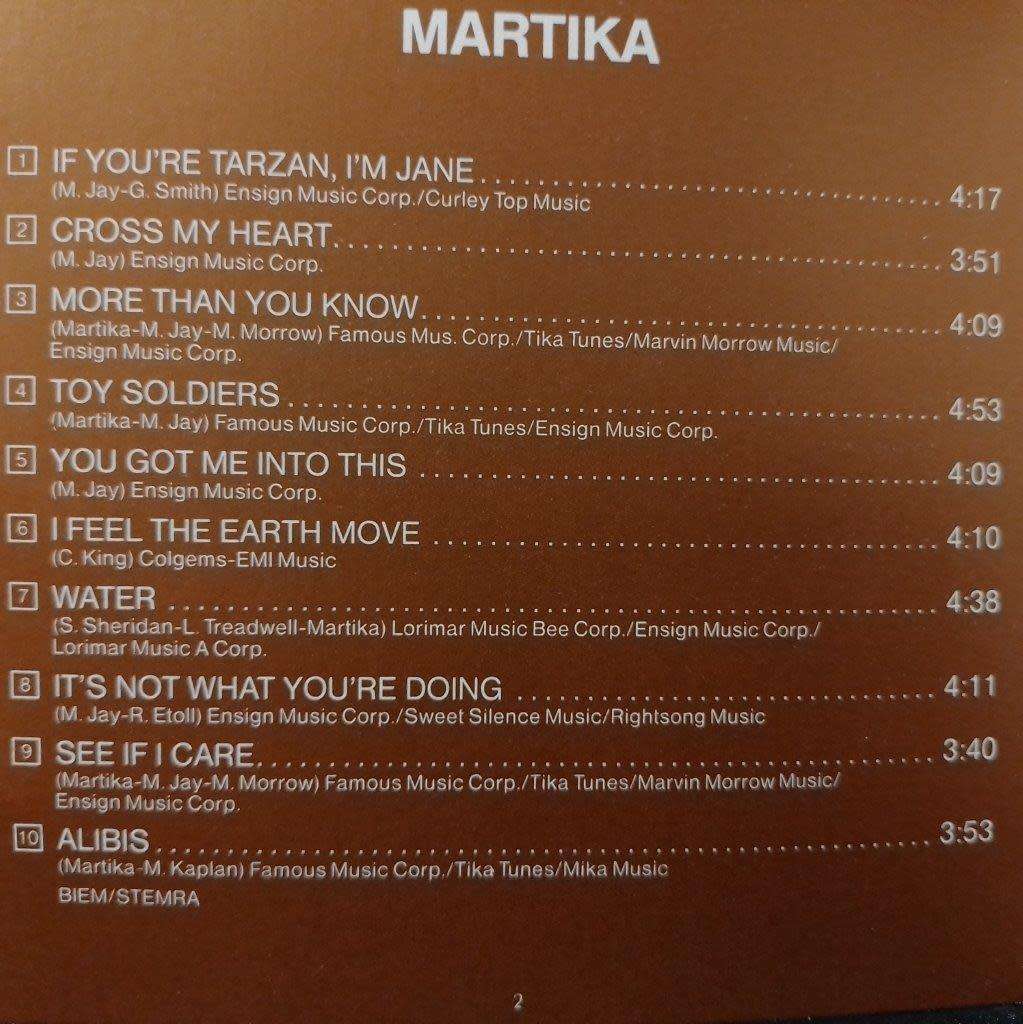 MARTIKA
1 IF YOU'RE TARZAN, I'M JANE 4:17
(M. Jay-G. Smith) Ensign Music Corp./Curley Top Music
2 CROSS MY HEART 3:51
(M. Jay) Ensign Music Corp.
3 MORE THAN YOU KNOW 4:09
(Martika-M. Jay-M. Morrow) Famous Mus. Corp./Tika Tunes/Marvin Morrow Music/
Ensign Music Corp.
4 TOY SOLDIERS 4:53
(Martika-M. Jay) Famous Music Corp./Tika Tunes/Ensign Music Corp.
5 YOU GOT ME INTO THIS 4:09
(M. Jay) Ensign Music Corp.
6 I FEEL THE EARTH MOVE 4:10
(C. King) Colgems-EMI Music
7 WATER 4:38
(S. Sheridan-L. Treadwell-Martika) Lorimar Music Bee Corp./Ensign Music Corp./
Lorimar Music A Corp.
8 IT'S NOT WHAT YOU'RE DOING 4:11
(M. Jay-R. Etoll) Ensign Music Corp./Sweet Silence Music/Rightsong Music
9 SEE IF I CARE 3:40
(Martika-M. Jay-M. Morrow) Famous Music Corp./Tika Tunes/Marvin Morrow Music/
Ensign Music Corp.
10 ALIBIS 3:53
(Martika-M. Kaplan) Famous Music Corp./Tika Tunes/Mika Music
BIEM/STEMRA
2